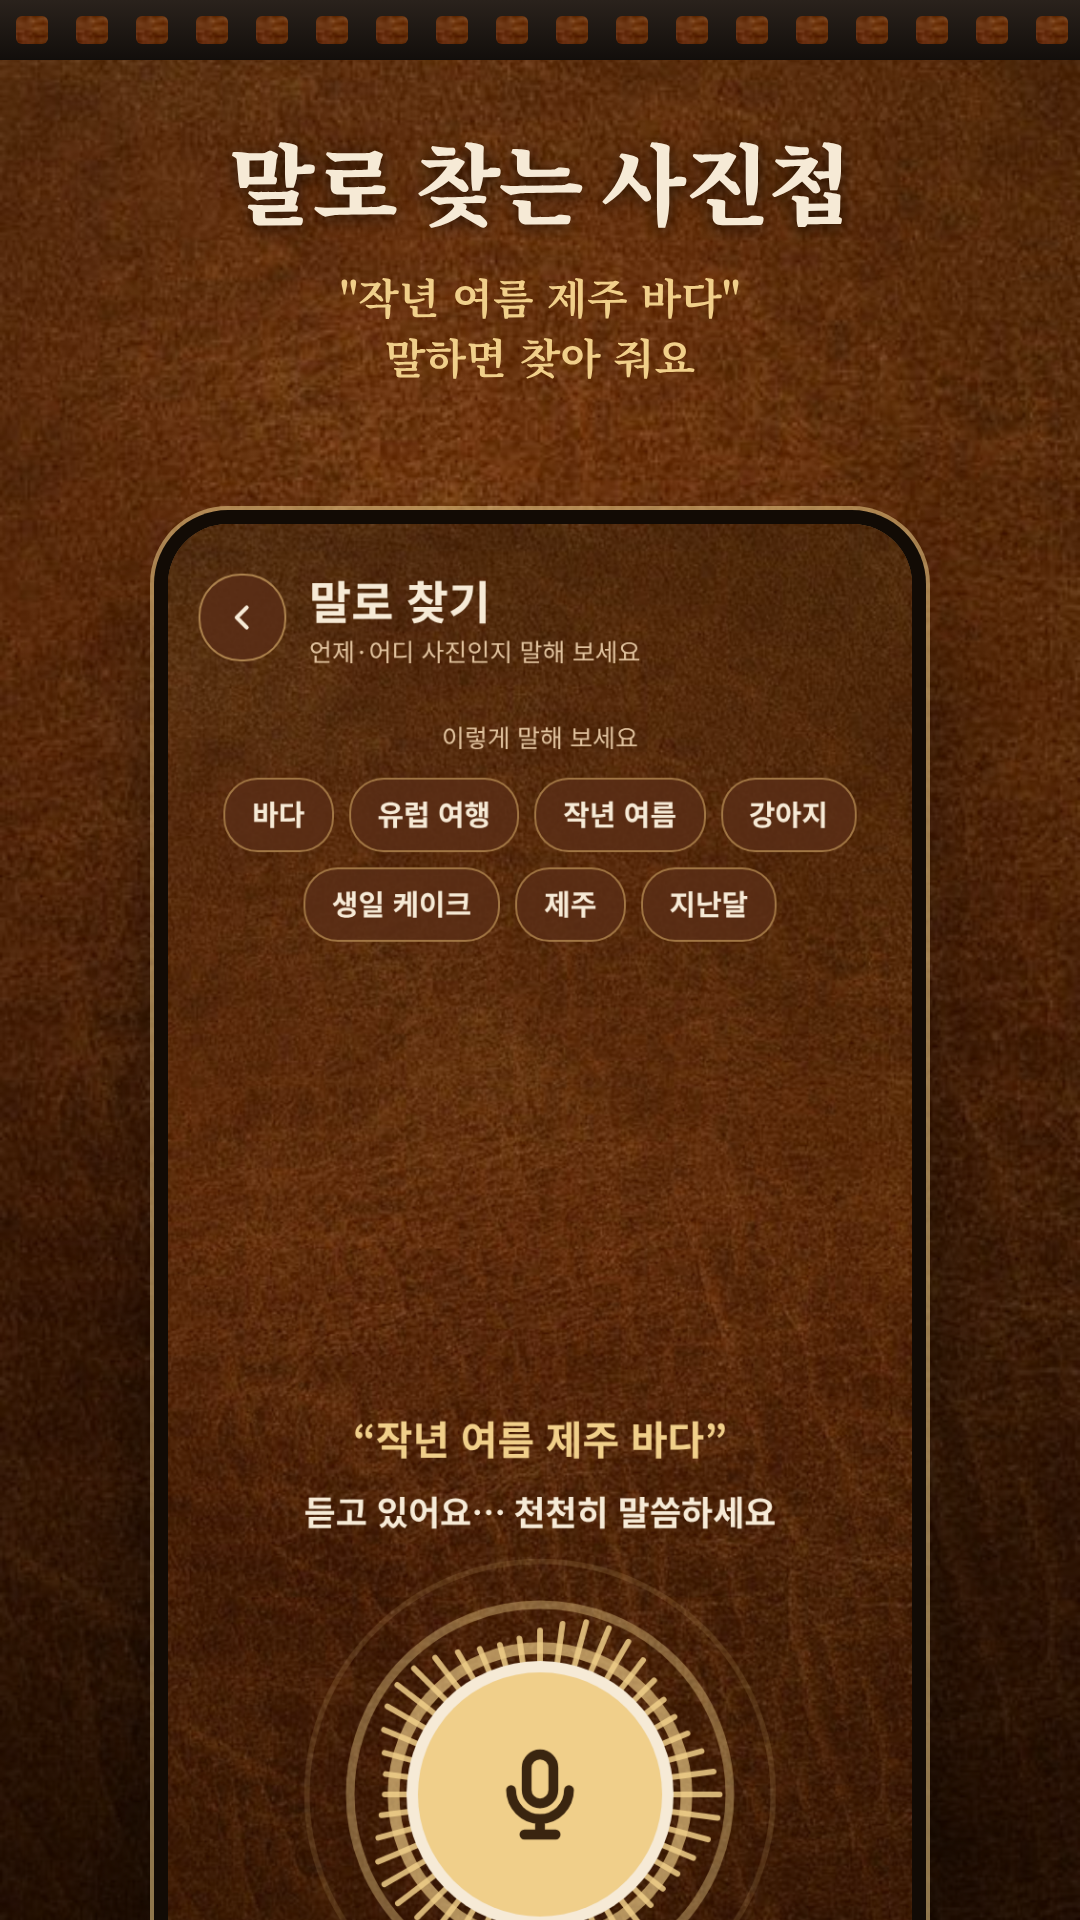 말로 찾는 사진첩
"작년 여름 제주 바다"
말하면 찾아 줘요
말로 찾기
언제·어디 사진인지 말해 보세요
이렇게 말해 보세요
바다 유럽 여행 작년 여름 강아지
생일 케이크 제주 지난달
“작년 여름 제주 바다”
듣고 있어요… 천천히 말씀하세요